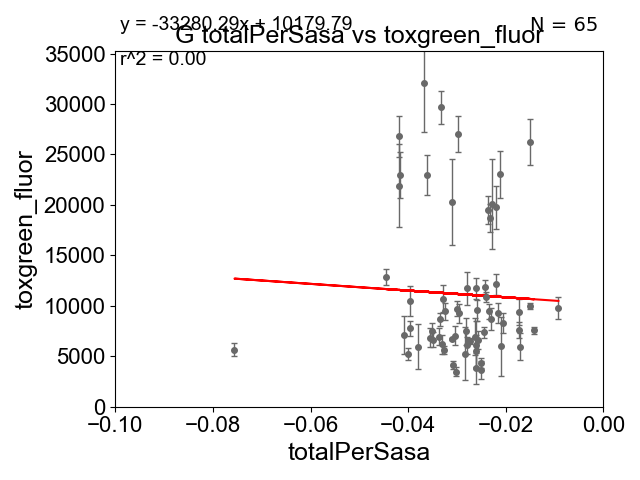 y = -33280.29x + 10179.79
N = 65
G totalPerSasa vs toxgreen_fluor
r^2 = 0.00
35000
30000
25000
20000
15000
10000
5000
0
toxgreen_fluor
−0.10 −0.08 −0.06 −0.04 −0.02 0.00
totalPerSasa